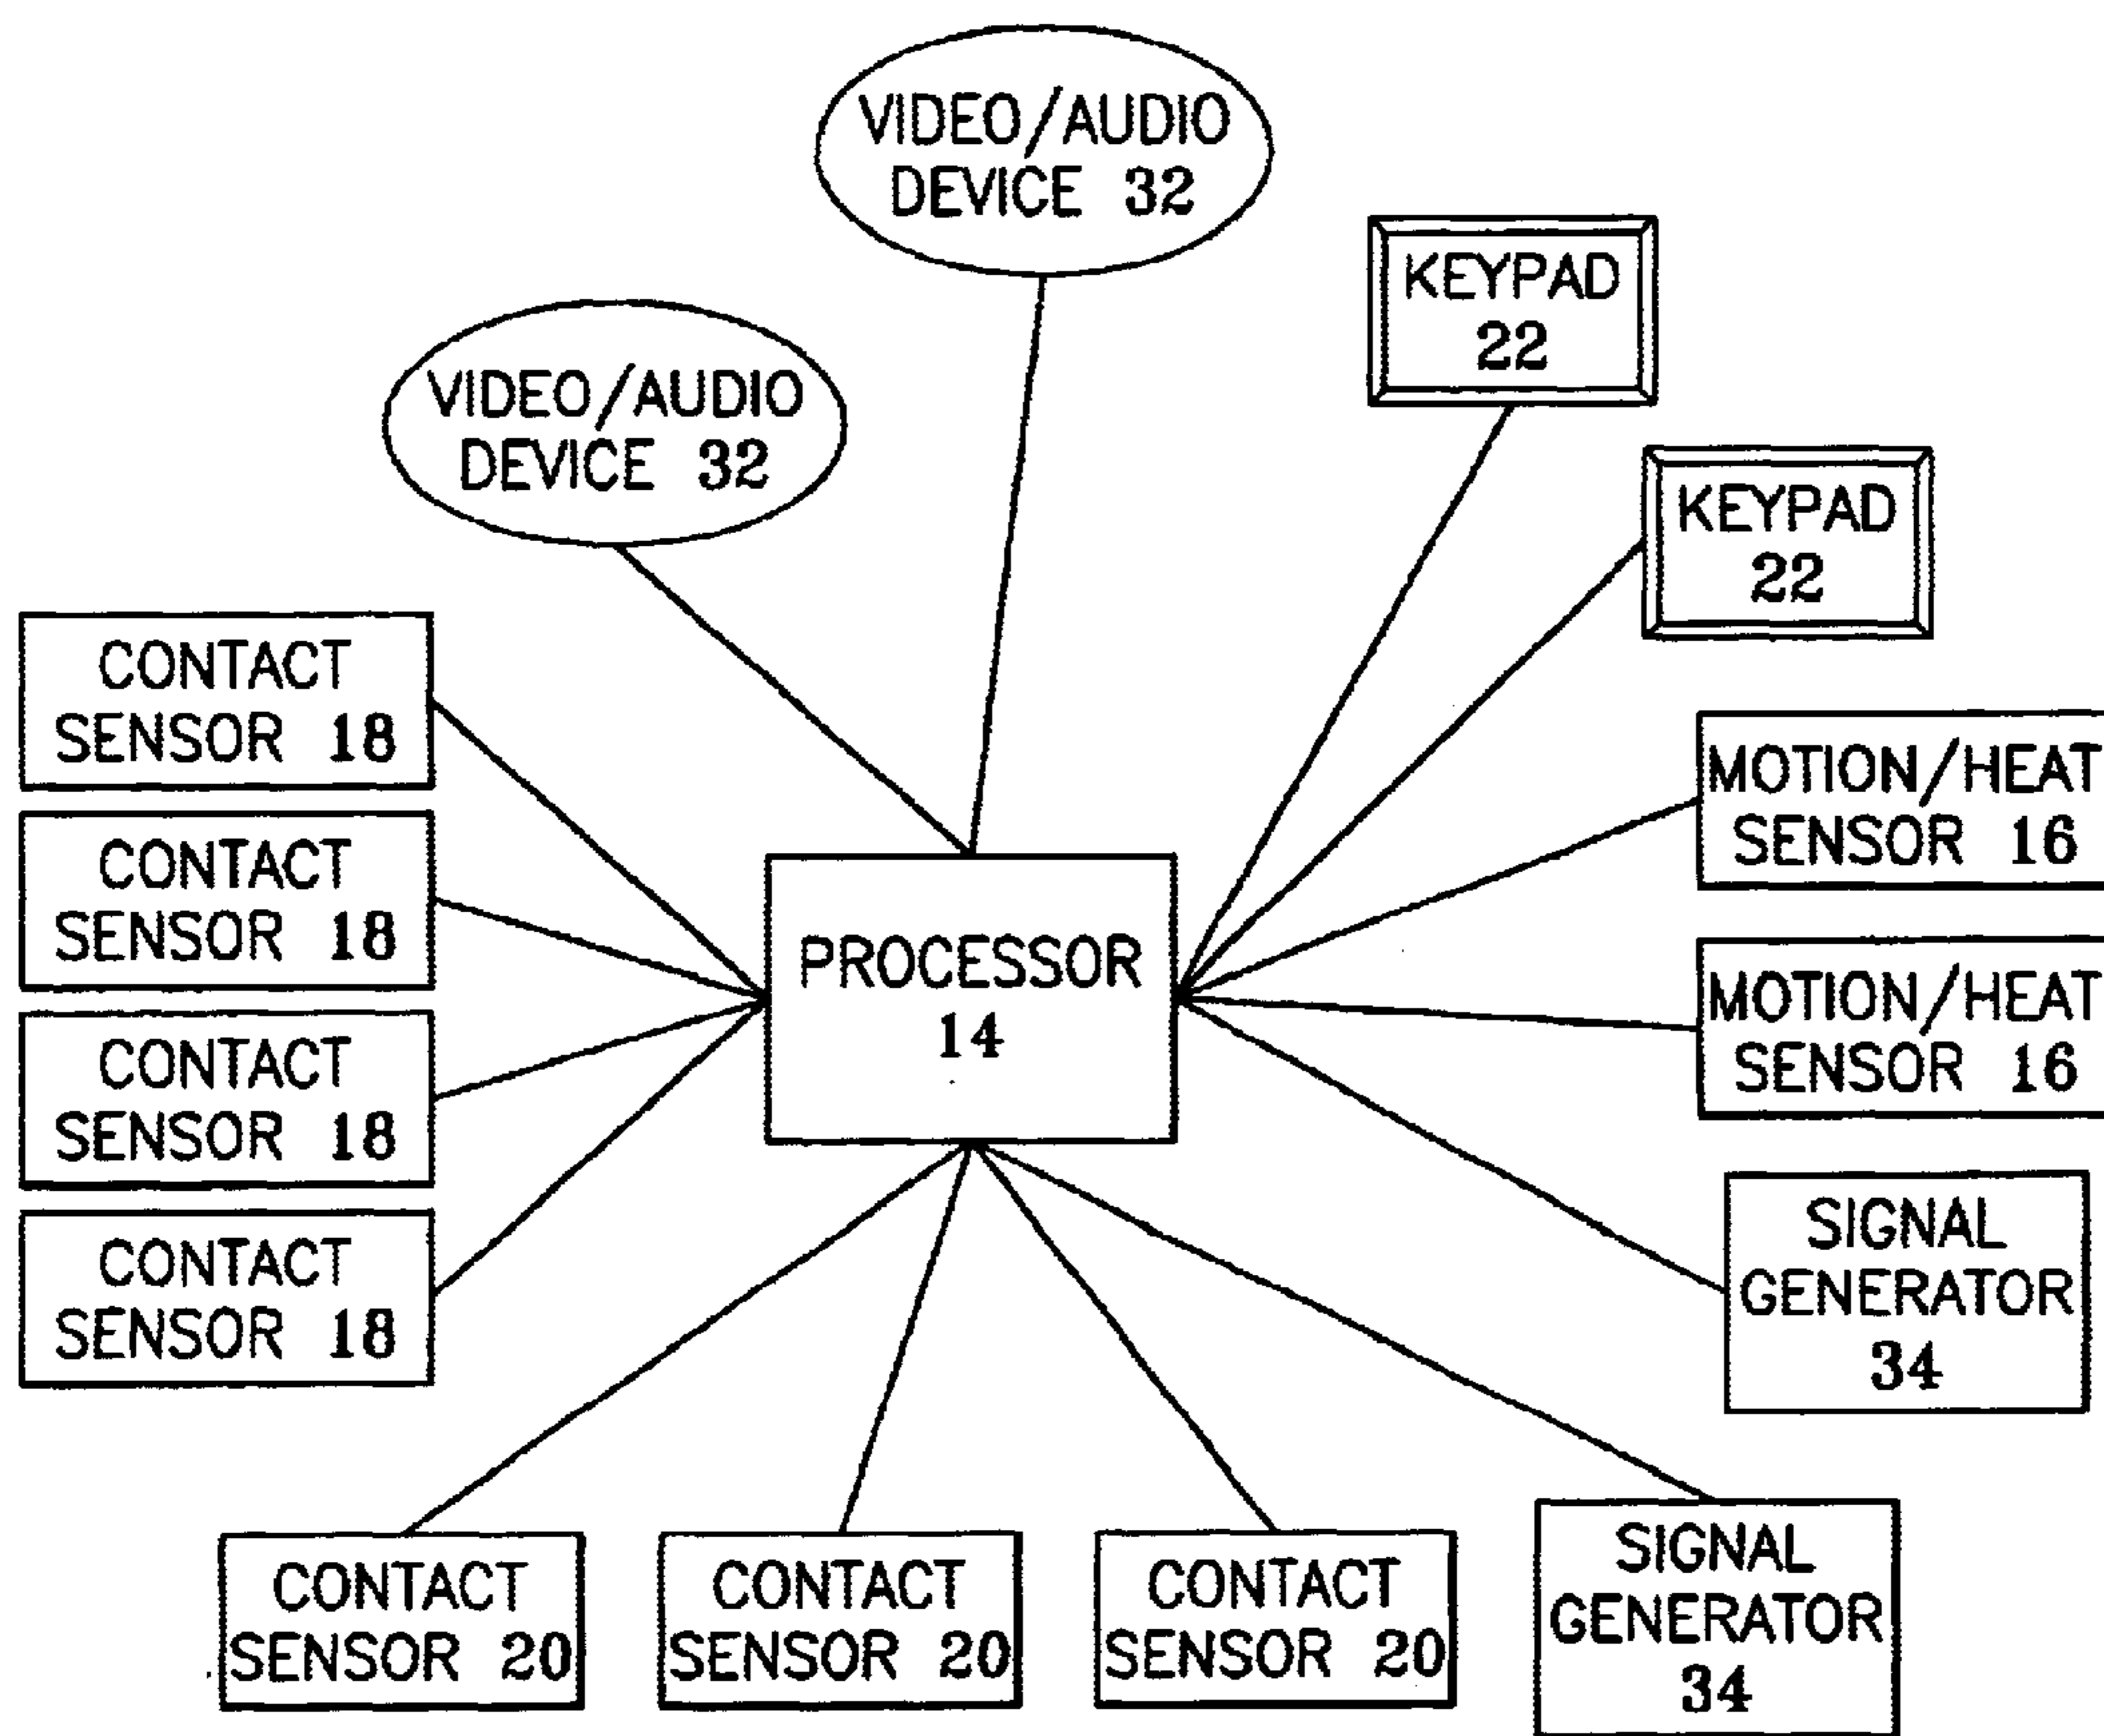 VIDEO/AUDIO
DEVICE 32
VIDEO/AUDIO
DEVICE 32
KEYPAD
22
KEYPAD
22
CONTACT
SENSOR 18
CONTACT
SENSOR 18
CONTACT
SENSOR 18
CONTACT
SENSOR 18
PROCESSOR
14
MOTION/HEAT
SENSOR 16
MOTION/HEAT
SENSOR 16
SIGNAL
GENERATOR
34
CONTACT
SENSOR 20
CONTACT
SENSOR 20
CONTACT
SENSOR 20
SIGNAL
GENERATOR
34